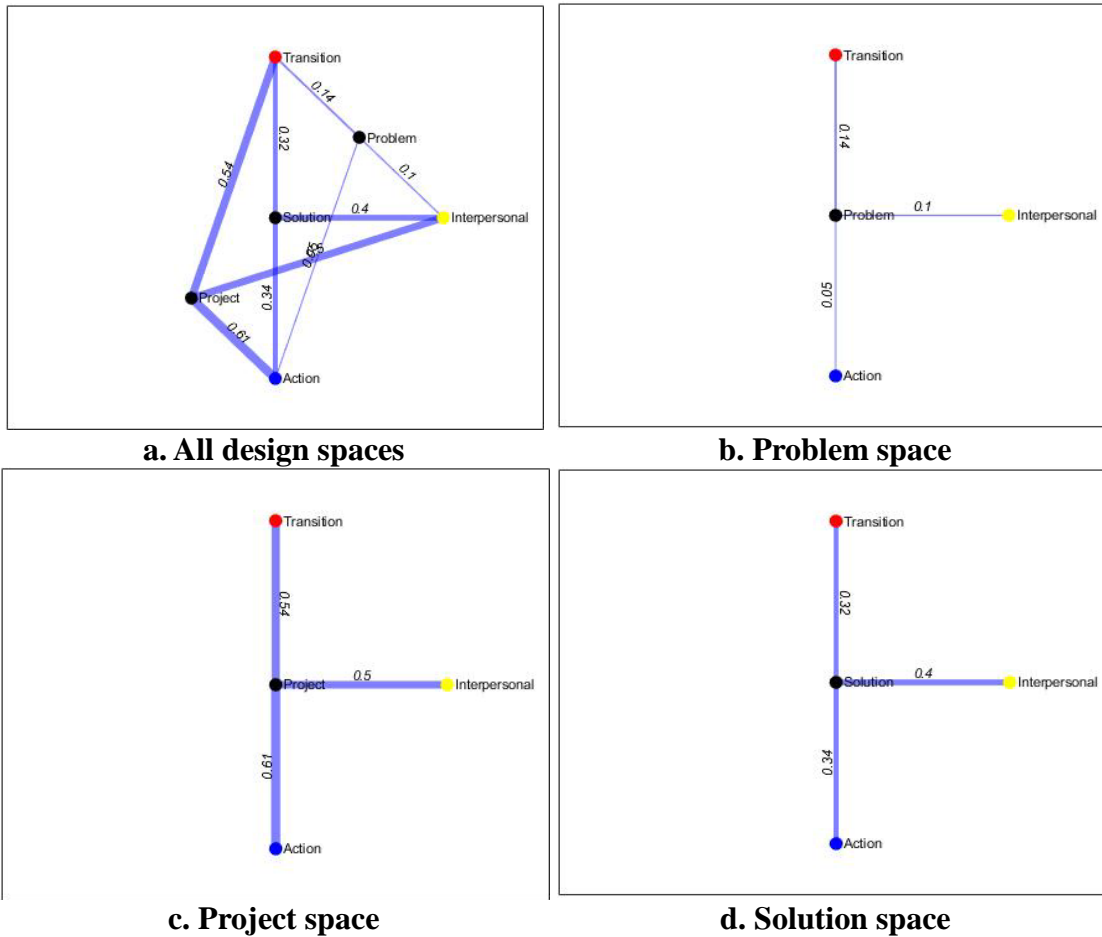 Transition
0.14
0.32
Problem
0.54
0.1
Solution
0.4
Interpersonal
0.34
Project
0.61
Action
a. All design spaces
Transition
0.14
Problem
0.1
Interpersonal
0.05
Action
b. Problem space
Transition
0.54
Project
0.5
Interpersonal
0.61
Action
c. Project space
Transition
0.32
Solution
0.4
Interpersonal
0.34
Action
d. Solution space